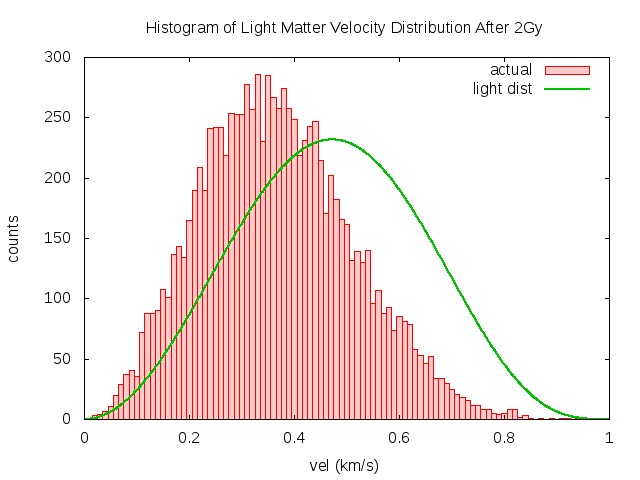 Histogram of Light Matter Velocity Distribution After 2Gy
300
250
200
150
100
50
0
0 0.2 0.4 0.6 0.8 1
counts
vel (km/s)
actual
light dist